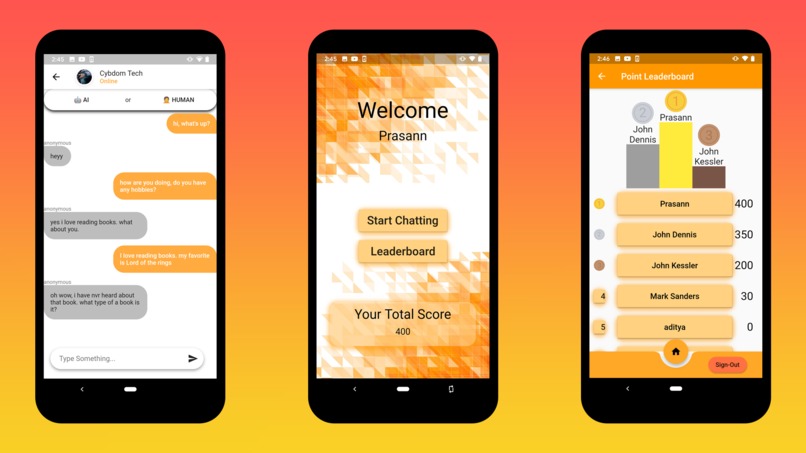 2:45
Cybdom Tech
Online
🤖 AI or 🙋 HUMAN
hi, what's up?
anonymous
heyy
how are you doing, do you have
any hobbies?
anonymous
yes i love reading books. what
about you.
I love reading books. my favorite
is Lord of the rings
anonymous
oh wow, i have nvr heard about
that book. what type of a book is
it?
Type Something...
2:45
Welcome
Prasann
Start Chatting
Leaderboard
Your Total Score
400
2:46
Point Leaderboard
1
2
Prasann
John
Dennis
3
John
Kessler
1 Prasann 400
2 John Dennis 350
3 John Kessler 200
4 Mark Sanders 30
5 aditya 0
Sign-Out